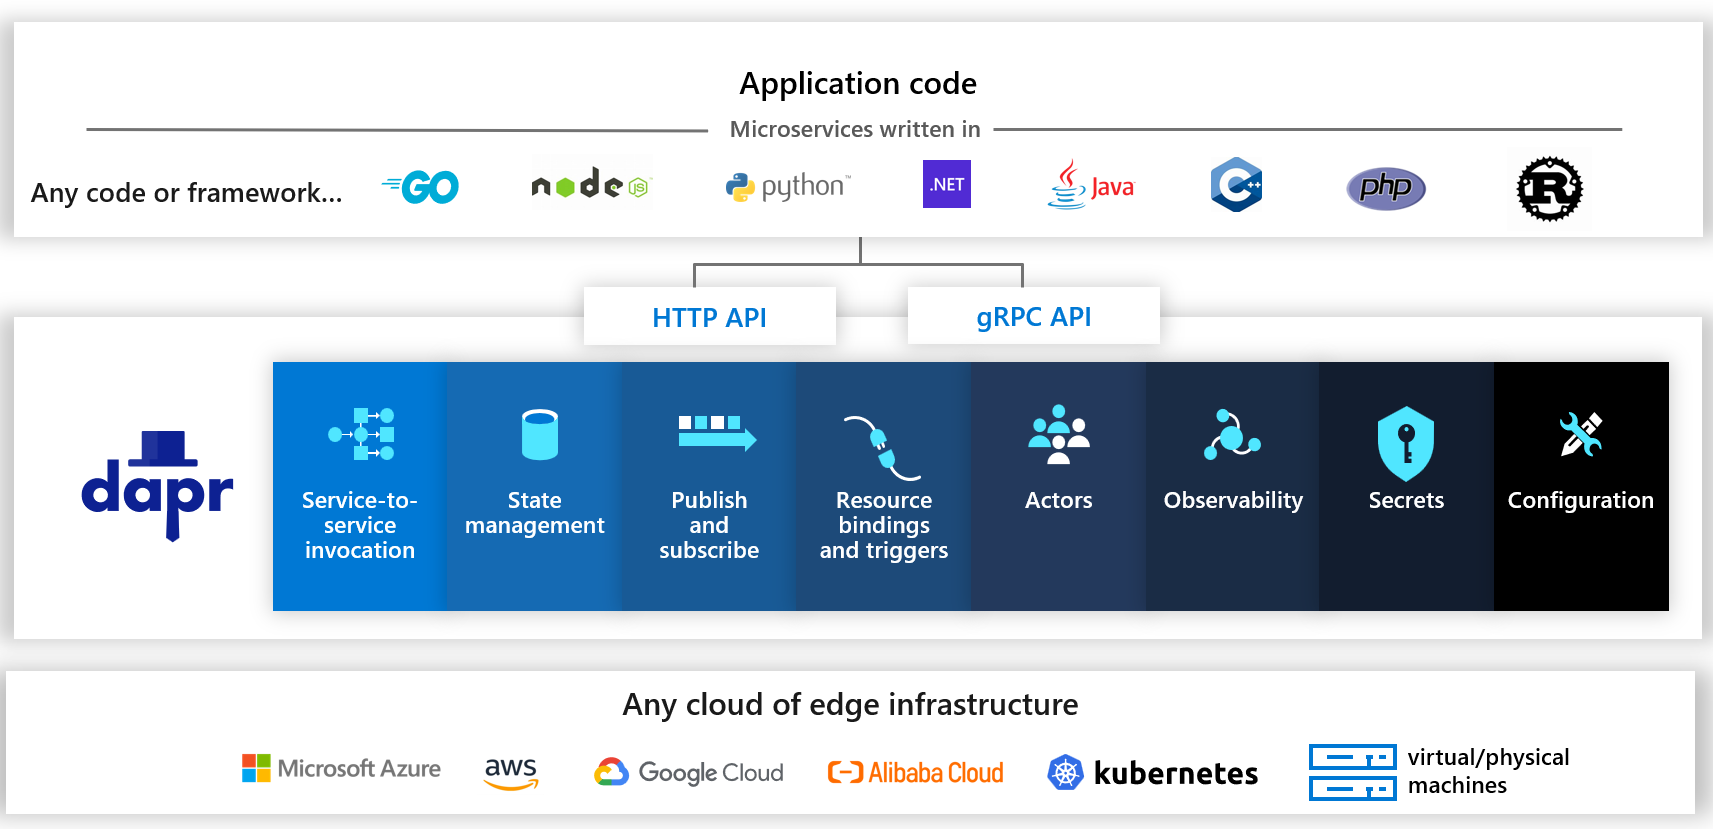 Application code
Microservices written in
Any code or framework...
GO
node JS
python™
.NET
Java
C++
php
R
HTTP API
gRPC API
dapr
Service-to-
service
invocation
State
management
Publish
and
subscribe
Resource
bindings
and triggers
Actors
Observability
Secrets
Configuration
Any cloud of edge infrastructure
Microsoft Azure
aws
Google Cloud
Alibaba Cloud
kubernetes
virtual/physical
machines